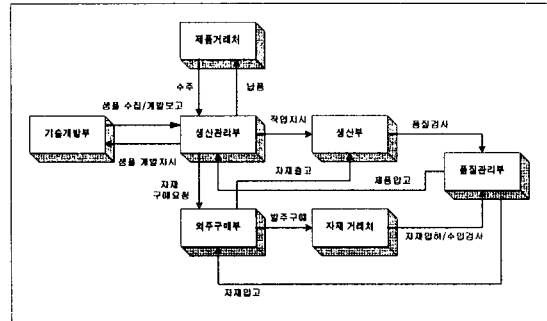 제품거래처
수주
납품
샘플 수집/개발보고
기술개발부
생산관리부
작업지시
생산부
품질검사
샘플 개발지시
자재
구매요청
자재출고
제품입고
품질관리부
외주구매부
발주구매
자재 거래처
자재입하/수입검사
자재입고